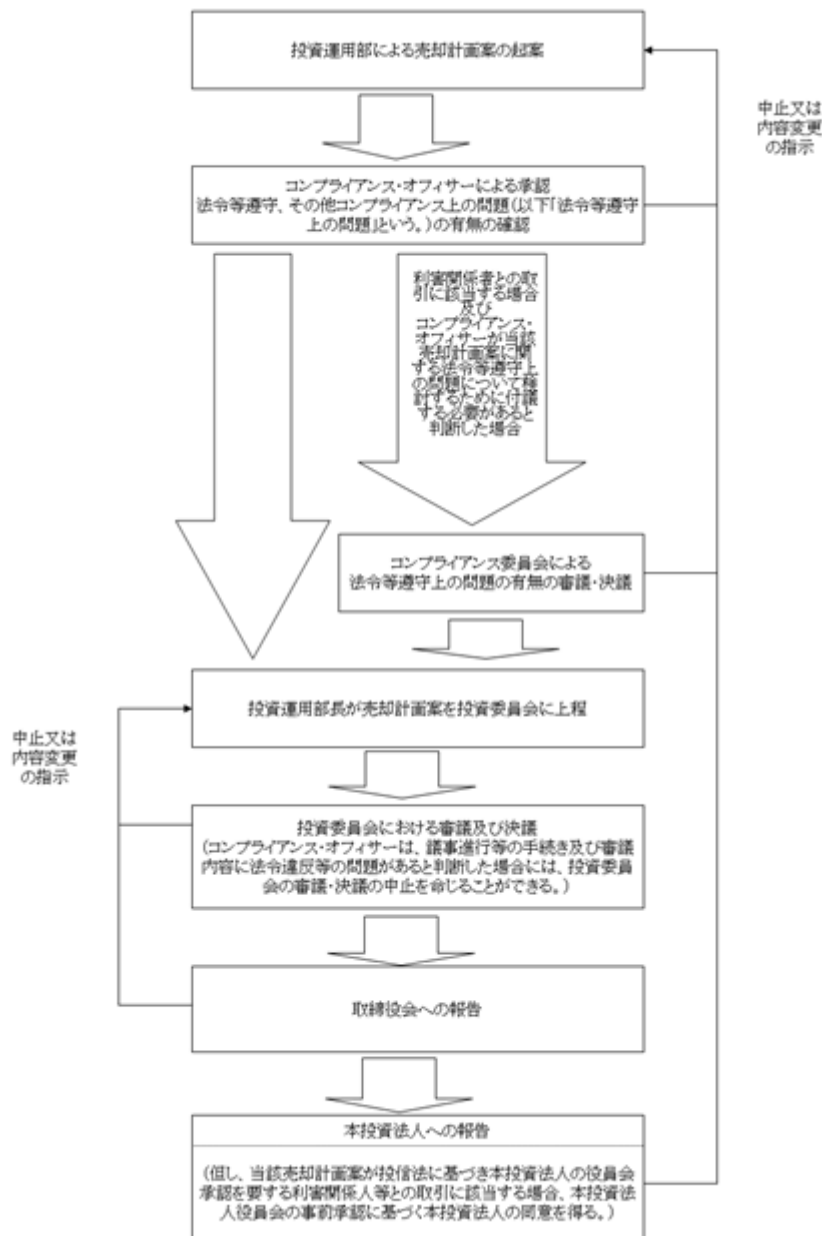 投資運用部による売却計画案の起案
中止又は
内容変更
の指示
コンプライアンス・オフィサーによる承認
法令等遵守、その他コンプライアンス上の問題(以下「法令等遵守
上の問題」という。)の有無の確認
利害関係者との取
引に該当する場合
及び
コンプライアンス・
オフィサーが当該
売却計画案に関
する法令等遵守上
の問題について検
討するために付議
する必要があると
判断した場合
コンプライアンス委員会による
法令等遵守上の問題の有無の審議・決議
投資運用部長が売却計画案を投資委員会に上程
中止又は
内容変更
の指示
投資委員会における審議及び決議
(コンプライアンス・オフィサーは、議事進行等の手続き及び審議
内容に法令違反等の問題があると判断した場合には、投資委員
会の審議・決議の中止を命じることができる。)
取締役会への報告
本投資法人への報告
(但し、当該売却計画案が投信法に基づき本投資法人の役員会
承認を要する利害関係人等との取引に該当する場合、本投資法
人役員会の事前承認に基づく本投資法人の同意を得る。)